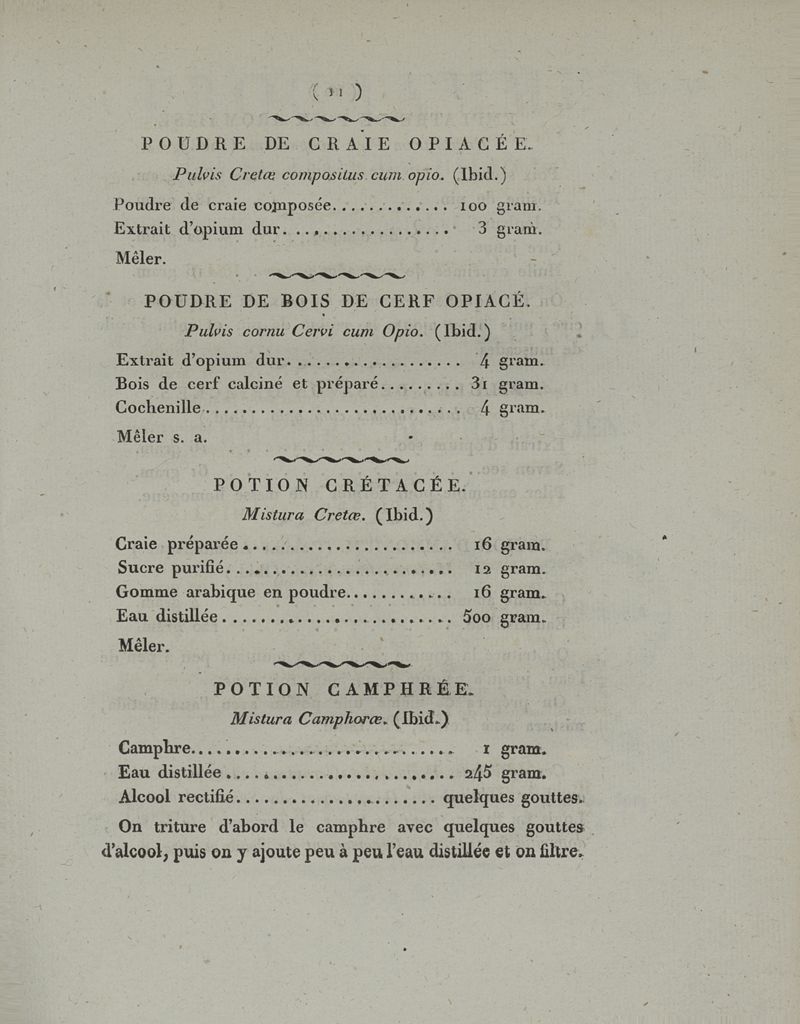 ( 11 )
POUDRE DE CRAIE OPIACÉE.
Pulvis Cretæ compositus cum opio. (Ibid.)
Poudre de craie composée............. 100 gram.
Extrait d'opium dur.................. 3 gram.
Mêler.
POUDRE DE BOIS DE CERF OPIACÉ.
Pulvis cornu Cervi cum Opio. (Ibid.)
Extrait d'opium dur................... 4 gram.
Bois de cerf calciné et préparé......... 31 gram.
Cochenille............................ 4 gram.
Mêler s. a.
POTION CRÉTACÉE.
Mistura Cretæ. (Ibid.)
Craie préparée....................... 16 gram.
Sucre purifié......................... 12 gram.
Gomme arabique en poudre............ 16 gram.
Eau distillée......................... 500 gram.
Mêler.
POTION CAMPHRÉE.
Mistura Camphoræ. (Ibid.)
Camphre............................ 1 gram.
Eau distillée......................... 245 gram.
Alcool rectifié...................... quelques gouttes.
On triture d'abord le camphre avec quelques gouttes
d'alcool, puis on y ajoute peu à peu l'eau distillée et on filtre.